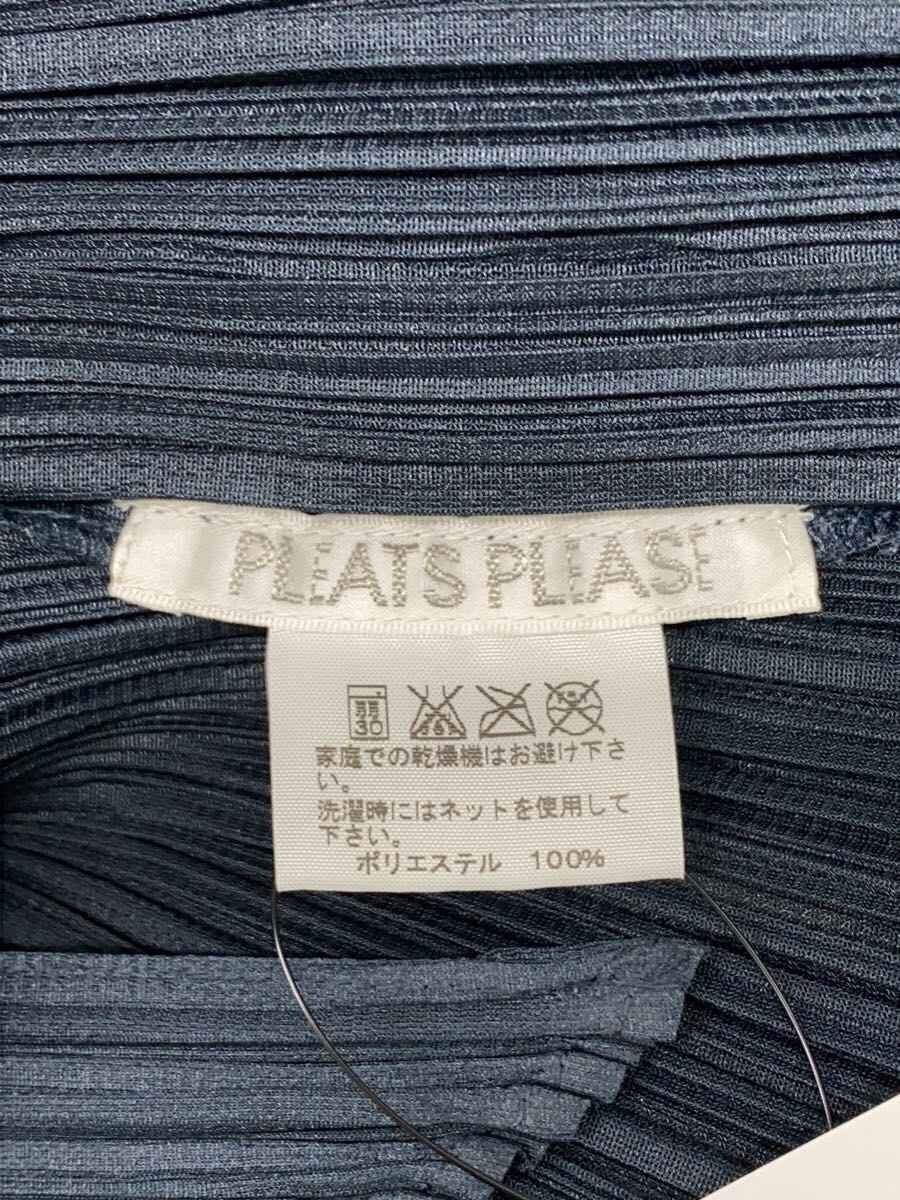 PLEATS PLEASE
弱
30
家庭での乾燥機はお避け下さ
い。
洗濯時にはネットを使用して
下さい。
ポリエステル 100%